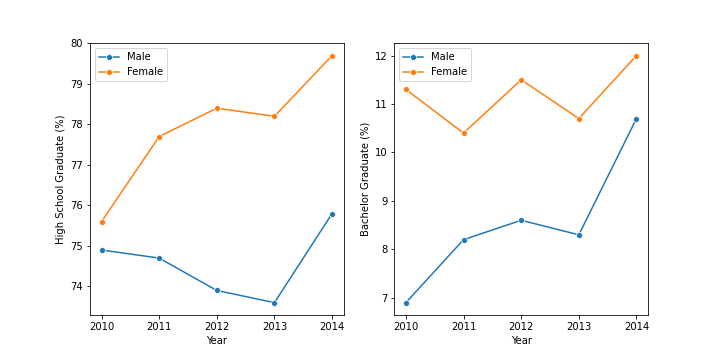 High School Graduate (%)
80
79
78
77
76
75
74
Male
Female
2010 2011 2012 2013 2014
Year
Bachelor Graduate (%)
12
11
10
9
8
7
Male
Female
2010 2011 2012 2013 2014
Year